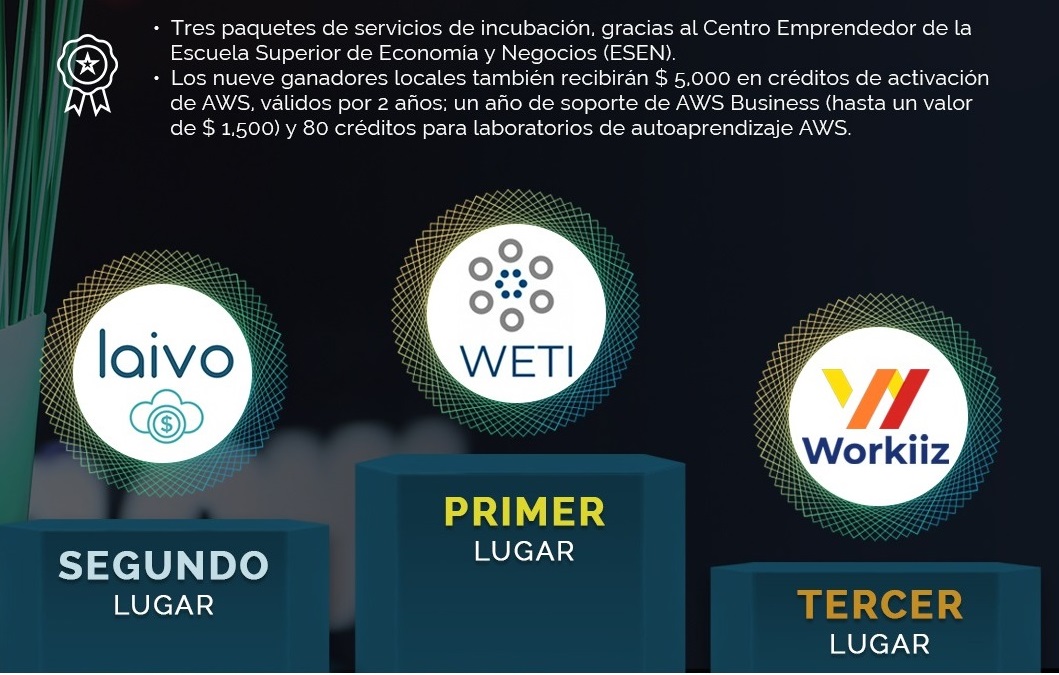 • Tres paquetes de servicios de incubación, gracias al Centro Emprendedor de la
Escuela Superior de Economía y Negocios (ESEN).
• Los nueve ganadores locales también recibirán $ 5,000 en créditos de activación
de AWS, válidos por 2 años; un año de soporte de AWS Business (hasta un valor
de $ 1,500) y 80 créditos para laboratorios de autoaprendizaje AWS.
laivo
$
SEGUNDO
LUGAR
WETI
PRIMER
LUGAR
Workiiz
TERCER
LUGAR